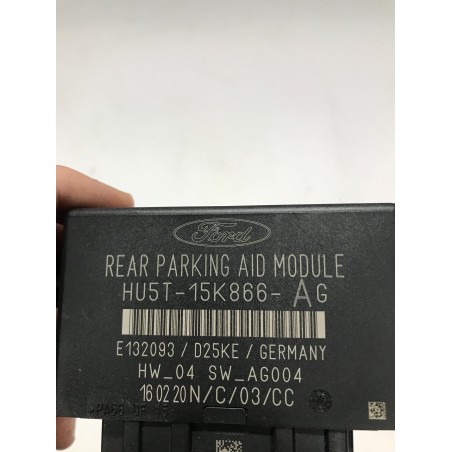 Ford
REAR PARKING AID MODULE
HU5T-15K866-AG
E132093 / D25KE / GERMANY
HW_04 SW_AG004
160220N/C/03/CC